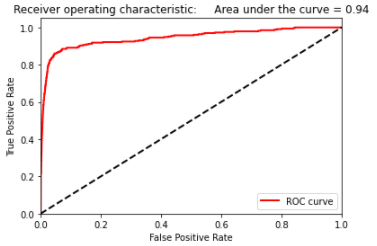 Receiver operating characteristic: Area under the curve = 0.94
True Positive Rate
1.0
0.8
0.6
0.4
0.2
0.0
ROC curve
0.0 0.2 0.4 0.6 0.8 1.0
False Positive Rate